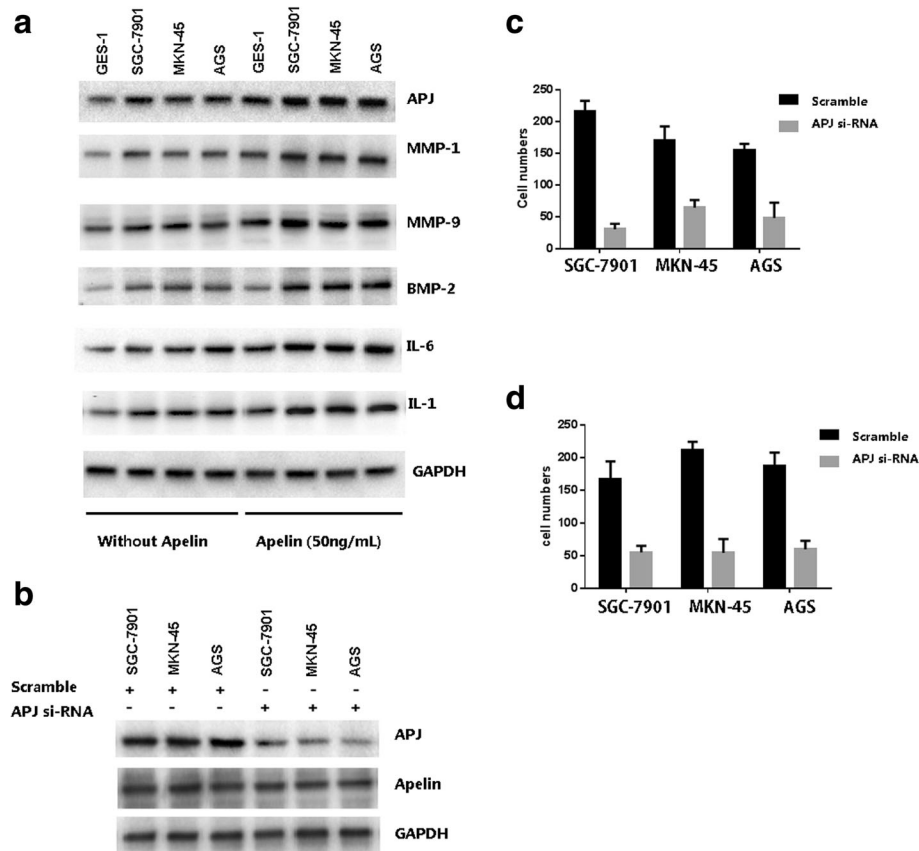 a
GES-1 SGC-7901 MKN-45 AGS GES-1 SGC-7901 MKN-45 AGS
APJ
MMP-1
MMP-9
BMP-2
IL-6
IL-1
GAPDH
Without Apelin Apelin (50ng/mL)
b
SGC-7901 MKN-45 AGS SGC-7901 MKN-45 AGS
Scramble + + + - - -
APJ si-RNA - - - + + +
APJ
Apelin
GAPDH
c
Cell numbers
250
200
150
100
50
0
SGC-7901 MKN-45 AGS
Scramble
APJ si-RNA
d
cell numbers
250
200
150
100
50
0
SGC-7901 MKN-45 AGS
Scramble
APJ si-RNA